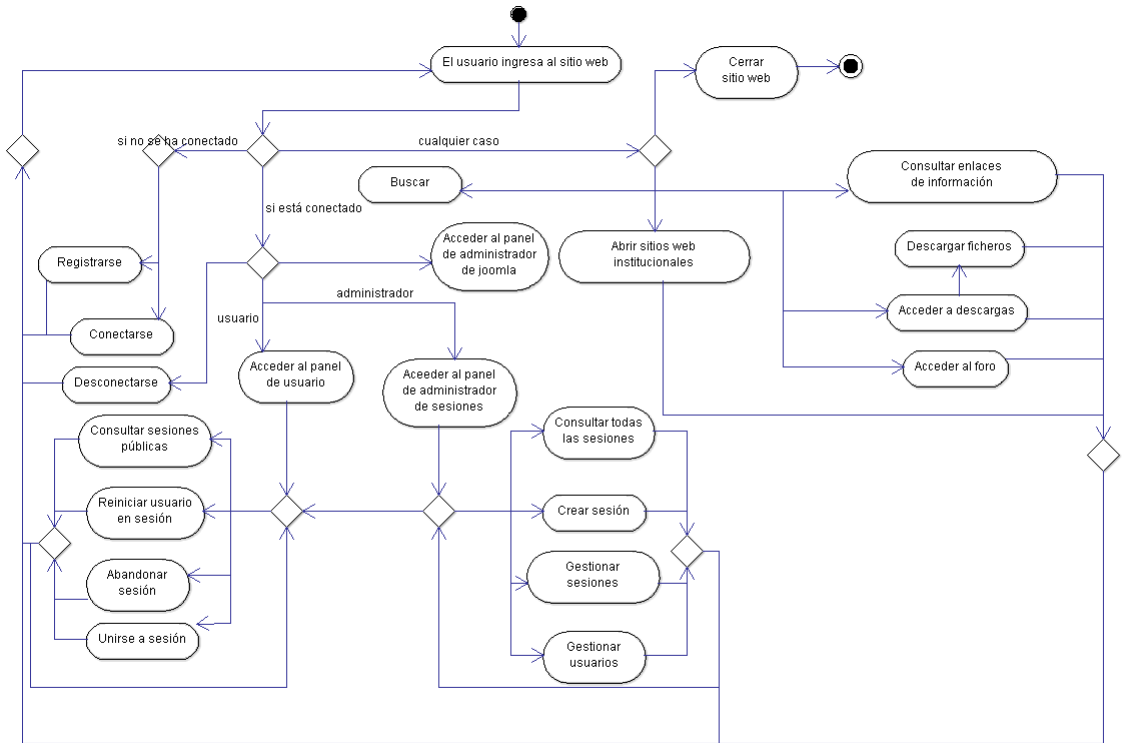 El usuario ingresa al sitio web
Cerrar
sitio web
si no se ha conectado
cualquier caso
Buscar
Consultar enlaces
de información
si está conectado
Acceder al panel
de administrador
de joomla
Abrir sitios web
institucionales
Descargar ficheros
Registrarse
administrador
usuario
Acceder a descargas
Conectarse
Acceder al panel
de usuario
Aceeder al panel
de administrador
de sesiones
Acceder al foro
Desconectarse
Consultar sesiones
públicas
Consultar todas
las sesiones
Reiniciar usuario
en sesión
Crear sesión
Abandonar
sesión
Gestionar
sesiones
Unirse a sesión
Gestionar
usuarios